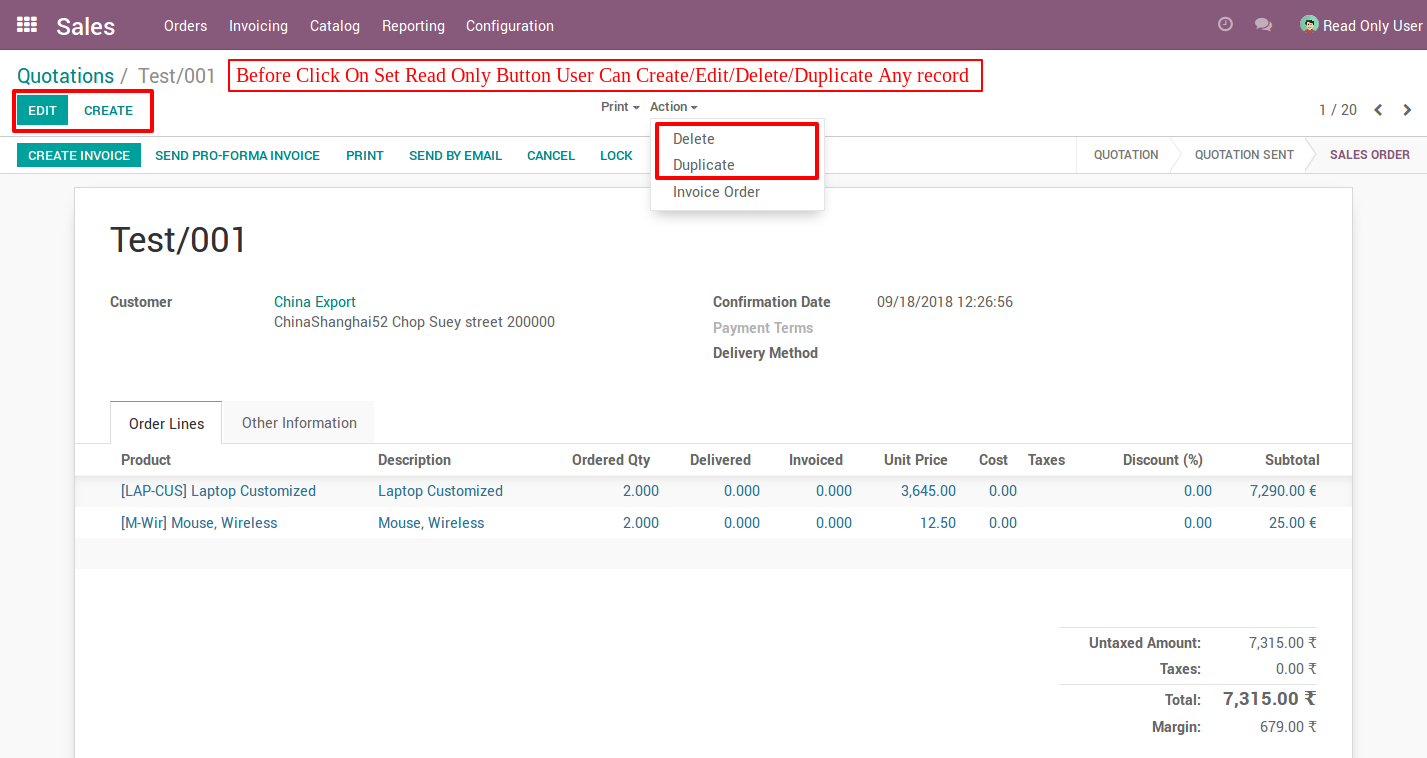 Sales Orders Invoicing Catalog Reporting Configuration Read Only User
Quotations / Test/001 Before Click On Set Read Only Button User Can Create/Edit/Delete/Duplicate Any record
EDIT CREATE Print Action 1 / 20
Delete
Duplicate
Invoice Order
CREATE INVOICE SEND PRO-FORMA INVOICE PRINT SEND BY EMAIL CANCEL LOCK QUOTATION QUOTATION SENT SALES ORDER
Test/001
Customer China Export Confirmation Date 09/18/2018 12:26:56
ChinaShanghai52 Chop Suey street 200000
Payment Terms
Delivery Method
Order Lines Other Information
Product Description Ordered Qty Delivered Invoiced Unit Price Cost Taxes Discount (%) Subtotal
[LAP-CUS] Laptop Customized Laptop Customized 2.000 0.000 0.000 3,645.00 0.00 0.00 7,290.00 €
[M-Wir] Mouse, Wireless Mouse, Wireless 2.000 0.000 0.000 12.50 0.00 0.00 25.00 €
Untaxed Amount: 7,315.00 ₹
Taxes: 0.00 ₹
Total: 7,315.00 ₹
Margin: 679.00 ₹